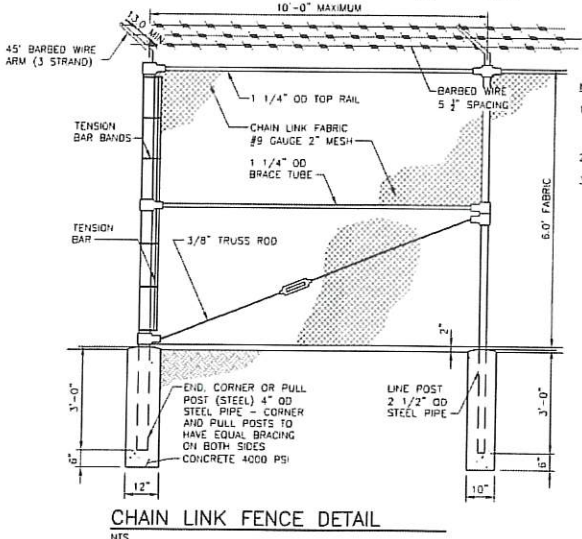 10'-0" MAXIMUM
13.0 MIN
45' BARBED WIRE
ARM (3 STRAND)
BARBED WIRE
5 ½" SPACING
1 1/4" OD TOP RAIL
TENSION
BAR BANDS
CHAIN LINK FABRIC
#9 GAUGE 2" MESH
1 1/4" OD
BRACE TUBE
6.0' FABRIC
TENSION
BAR
3/8" TRUSS ROD
2"
3'-0"
END, CORNER OR PULL
POST (STEEL) 4" OD
STEEL PIPE - CORNER
AND PULL POSTS TO
HAVE EQUAL BRACING
ON BOTH SIDES
CONCRETE 4000 PSI
LINE POST
2 1/2" OD
STEEL PIPE
3'-0"
6"
6"
12"
10"
CHAIN LINK FENCE DETAIL
NTS